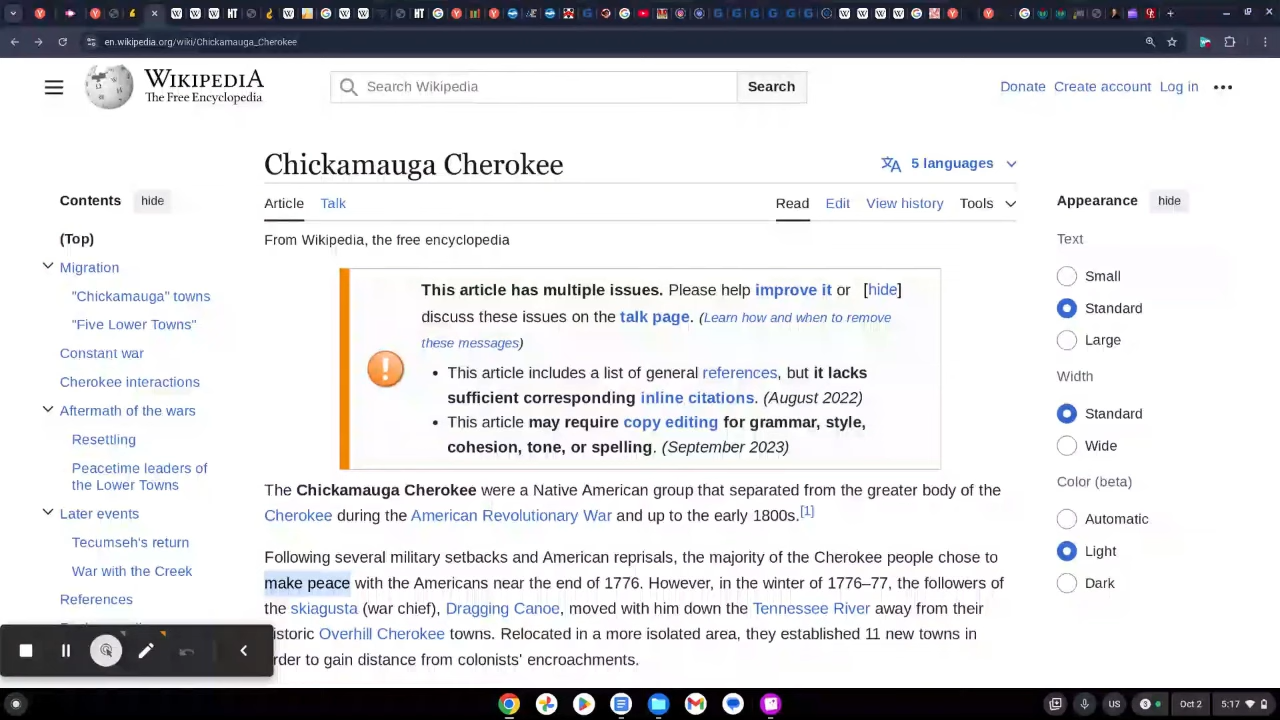 en.wikipedia.org/wiki/Chickamauga_Cherokee
WIKIPEDIA
The Free Encyclopedia
Search Wikipedia
Search
Donate Create account Log in
Chickamauga Cherokee
5 languages
Contents hide
Article Talk
Read Edit View history Tools
Appearance hide
(Top)
From Wikipedia, the free encyclopedia
Text
Migration
"Chickamauga" towns
"Five Lower Towns"
Constant war
Cherokee interactions
Aftermath of the wars
Resettling
Peacetime leaders of
the Lower Towns
Later events
Tecumseh's return
War with the Creek
References
This article has multiple issues. Please help improve it or [hide]
discuss these issues on the talk page. (Learn how and when to remove
these messages)
• This article includes a list of general references, but it lacks
sufficient corresponding inline citations. (August 2022)
• This article may require copy editing for grammar, style,
cohesion, tone, or spelling. (September 2023)
The Chickamauga Cherokee were a Native American group that separated from the greater body of the
Cherokee during the American Revolutionary War and up to the early 1800s.[1]
Following several military setbacks and American reprisals, the majority of the Cherokee people chose to
make peace with the Americans near the end of 1776. However, in the winter of 1776–77, the followers of
the skiagusta (war chief), Dragging Canoe, moved with him down the Tennessee River away from their
historic Overhill Cherokee towns. Relocated in a more isolated area, they established 11 new towns in
order to gain distance from colonists' encroachments.
Small
Standard
Large
Width
Standard
Wide
Color (beta)
Automatic
Light
Dark
US
3
Oct 2
5:17